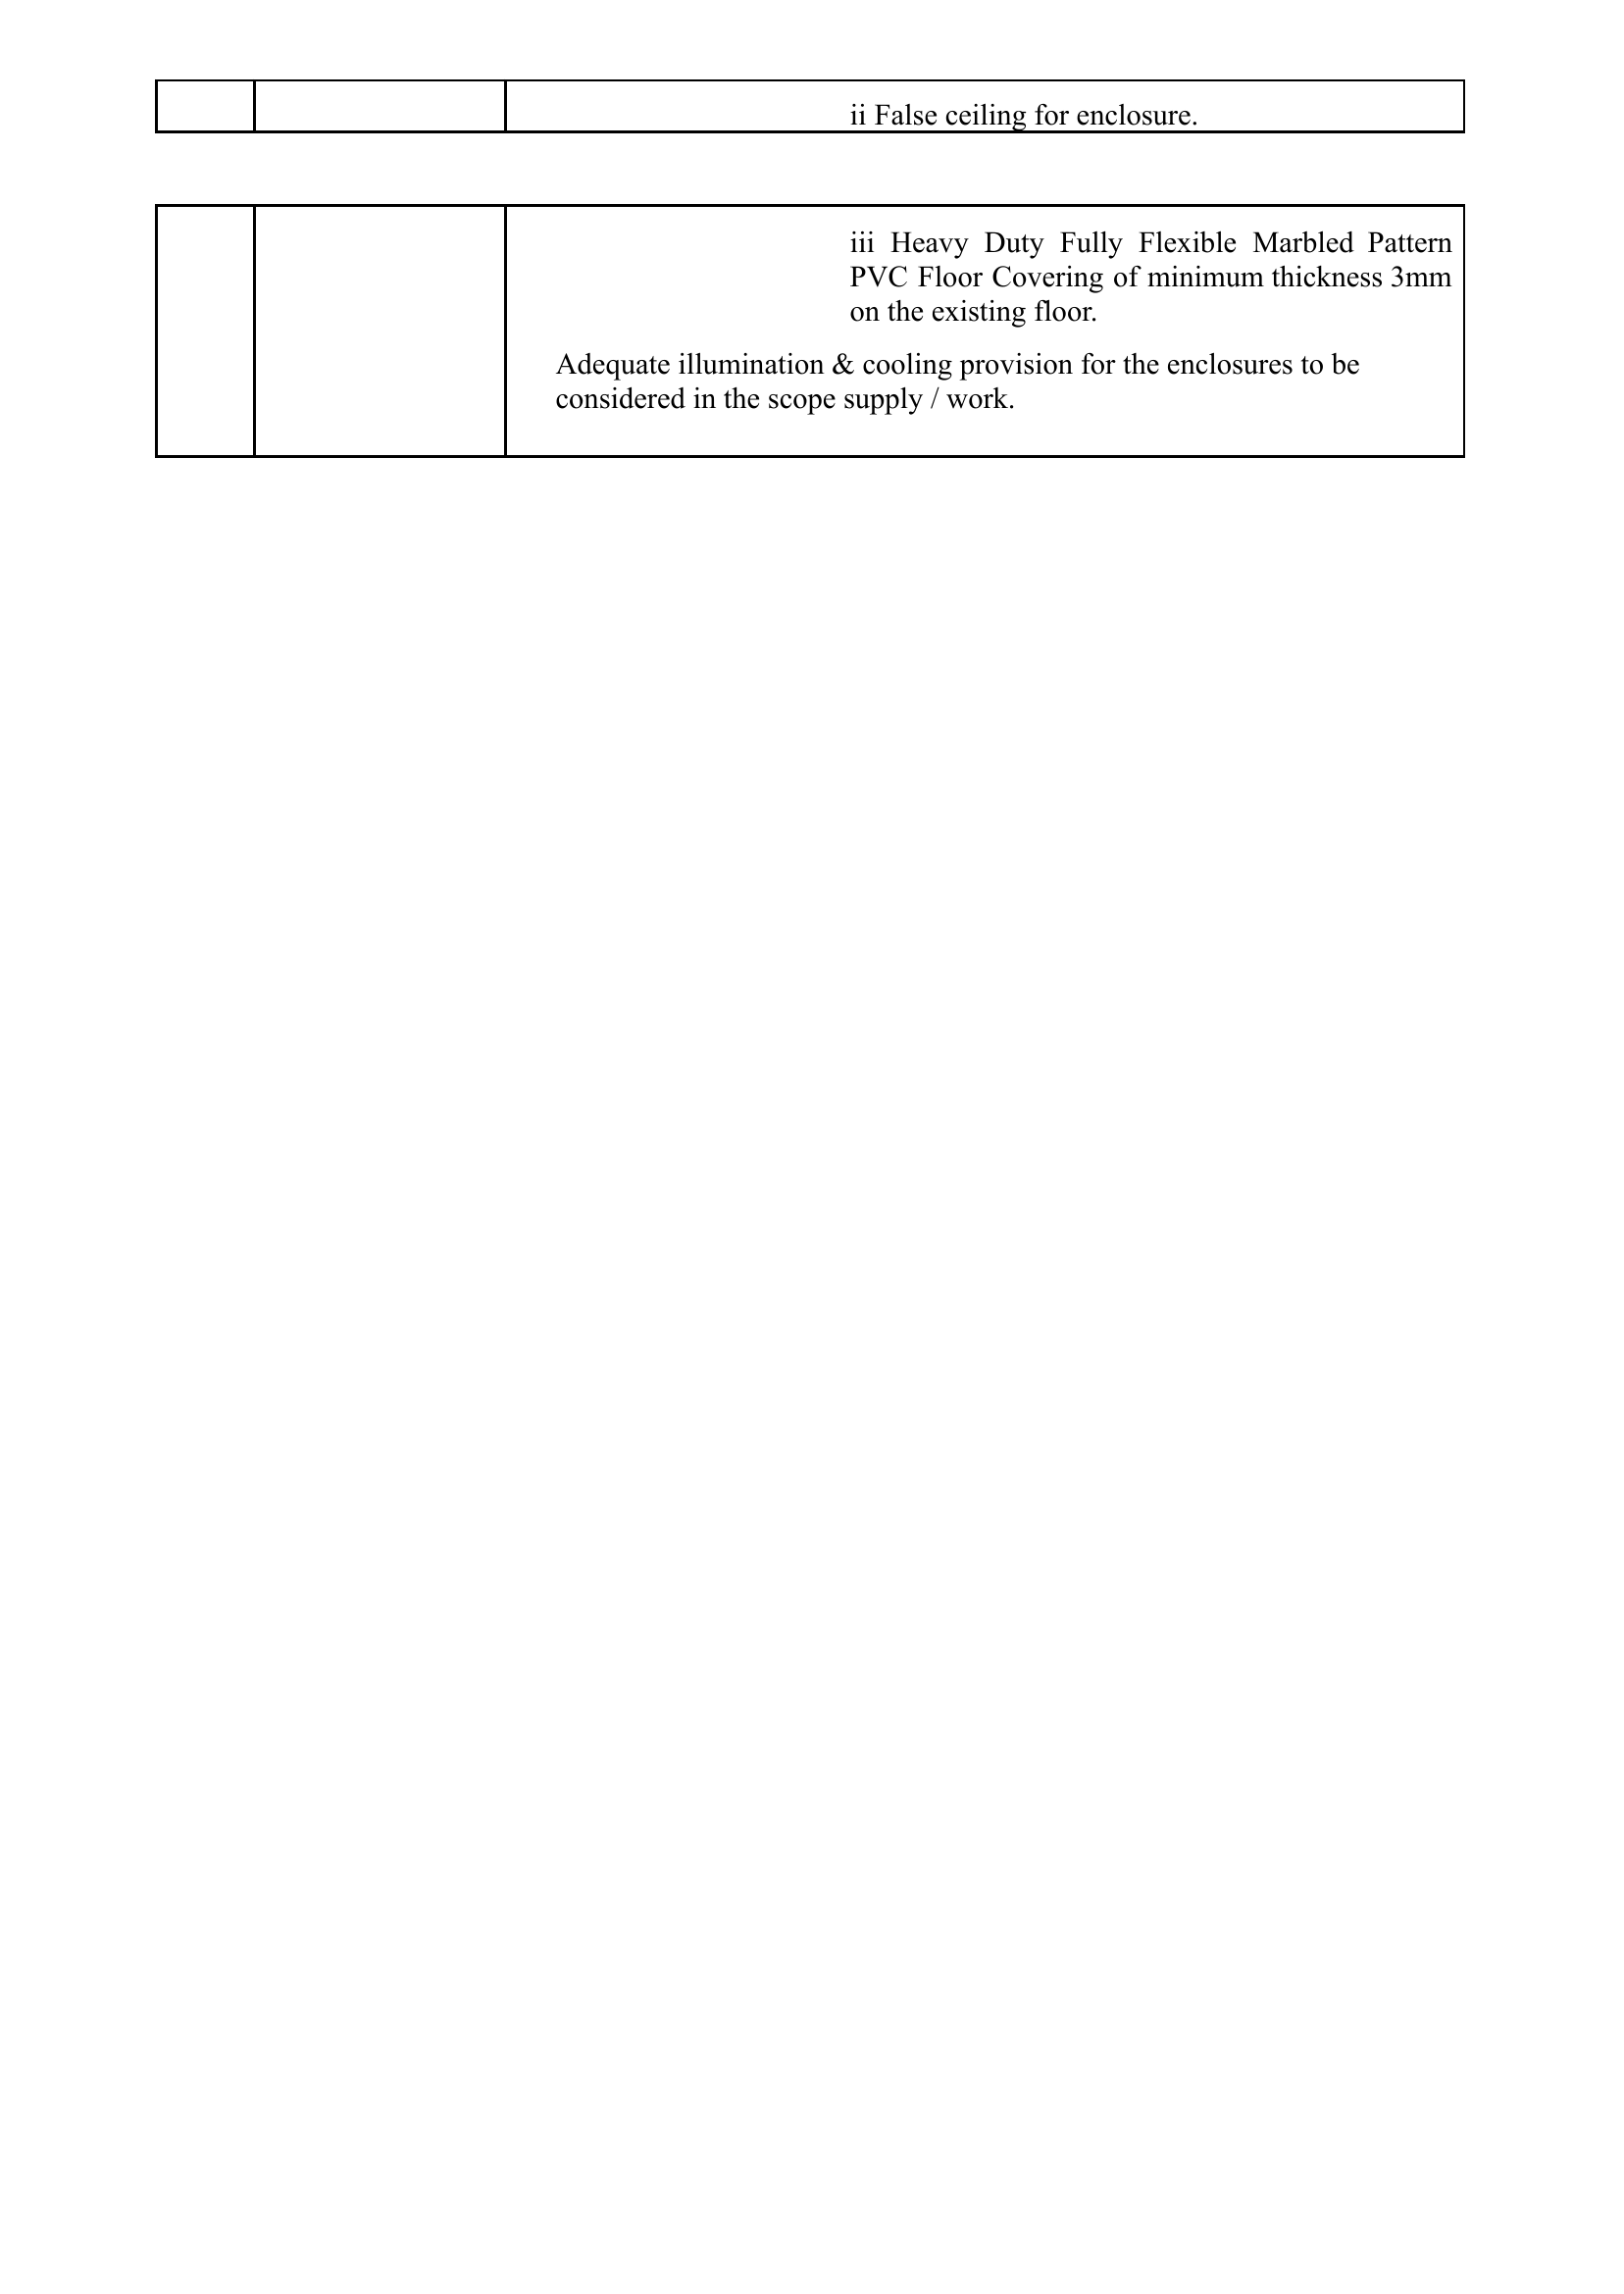 ii False ceiling for enclosure.
iii Heavy Duty Fully Flexible Marbled Pattern
PVC Floor Covering of minimum thickness 3mm
on the existing floor.
Adequate illumination & cooling provision for the enclosures to be
considered in the scope supply / work.